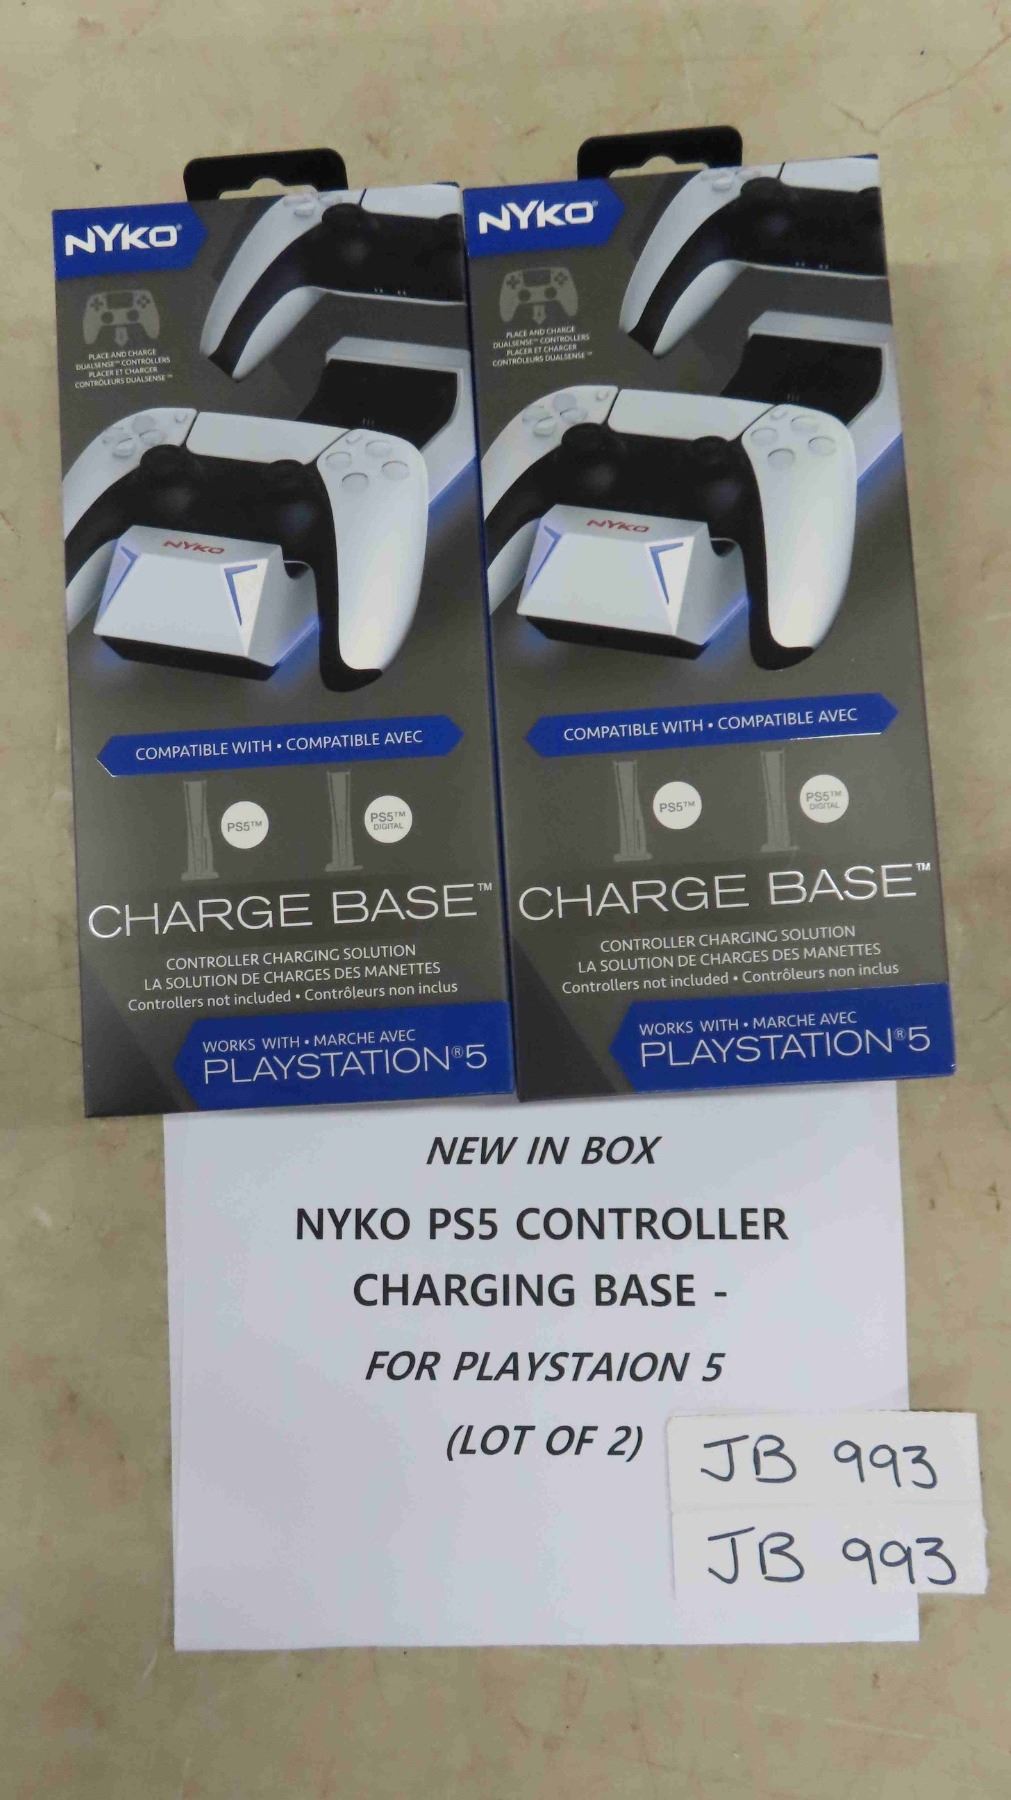 NYKO®
PLACE AND CHARGE
DUALSENSE™ CONTROLLERS
PLACER ET CHARGER
CONTRÔLEURS DUALSENSE™
NYKO
COMPATIBLE WITH • COMPATIBLE AVEC
PS5™
PS5™
DIGITAL
CHARGE BASE™
CONTROLLER CHARGING SOLUTION
LA SOLUTION DE CHARGES DES MANETTES
Controllers not included • Contrôleurs non inclus
WORKS WITH • MARCHE AVEC
PLAYSTATION®5
NYKO®
PLACE AND CHARGE
DUALSENSE™ CONTROLLERS
PLACER ET CHARGER
CONTRÔLEURS DUALSENSE™
NYKO
COMPATIBLE WITH • COMPATIBLE AVEC
PS5™
PS5™
DIGITAL
CHARGE BASE™
CONTROLLER CHARGING SOLUTION
LA SOLUTION DE CHARGES DES MANETTES
Controllers not included • Contrôleurs non inclus
WORKS WITH • MARCHE AVEC
PLAYSTATION®5
NEW IN BOX
NYKO PS5 CONTROLLER
CHARGING BASE -
FOR PLAYSTAION 5
(LOT OF 2)
JB 993
JB 993